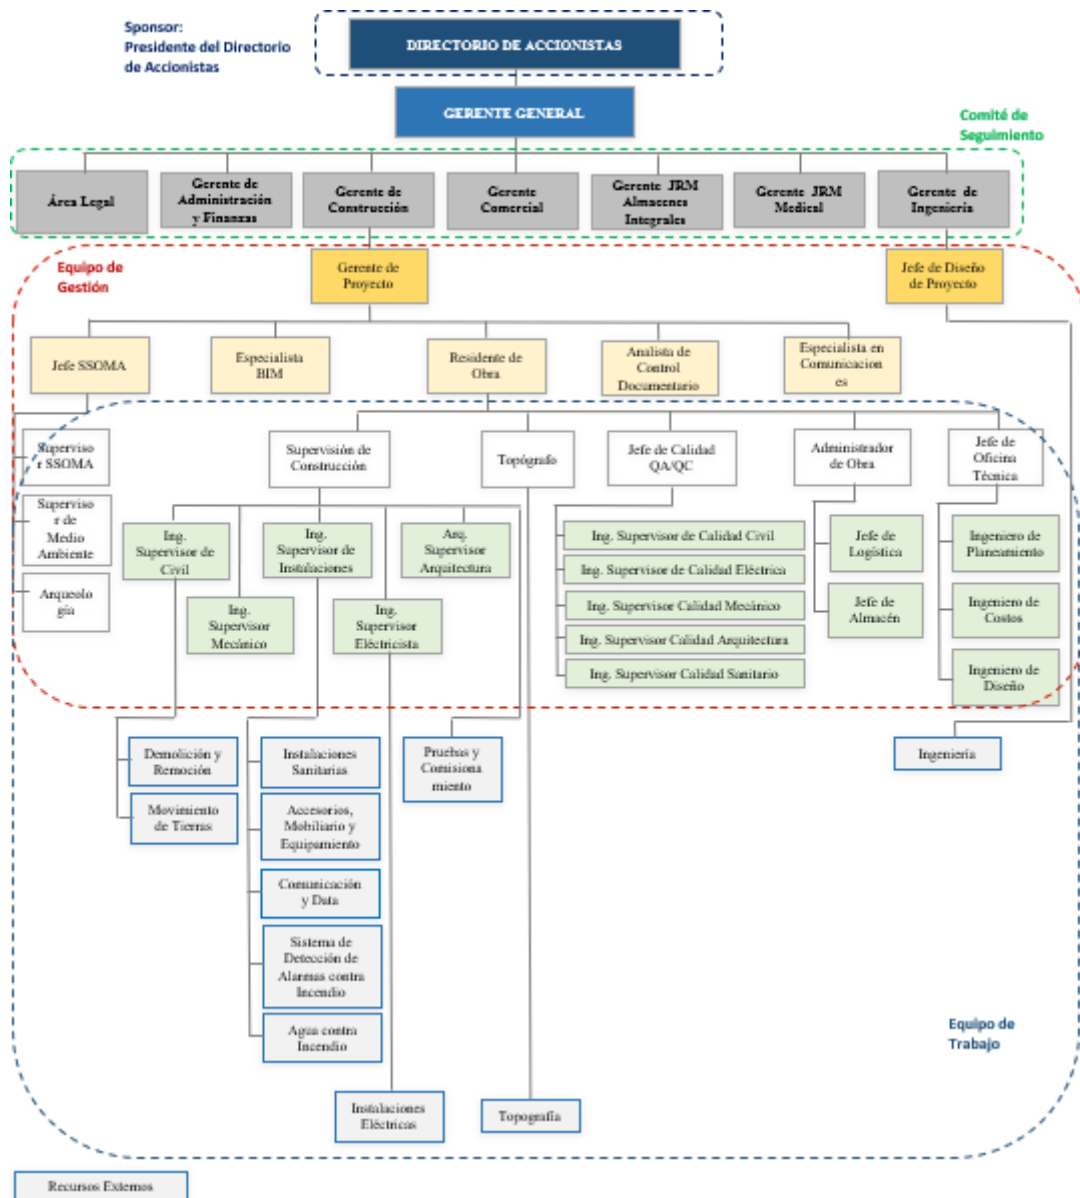 Sponsor:
Presidente del Directorio
de Accionistas
DIRECTORIO DE ACCIONISTAS
GERENTE GENERAL
Comité de
Seguimiento
Área Legal
Gerente de
Administración
y Finanzas
Gerente de
Construcción
Gerente
Comercial
Gerente JRM
Almacenes
Integrales
Gerente JRM
Medical
Gerente de
Ingeniería
Equipo de
Gestión
Gerente de
Proyecto
Jefe de Diseño
de Proyecto
Jefe SSOMA
Especialista
BIM
Residente de
Obra
Analista de
Control
Documentario
Especialista en
Comunicacion
es
Superviso
r SSOMA
Supervisión de
Construcción
Topógrafo
Jefe de Calidad
QA/QC
Administrador
de Obra
Jefe de
Oficina
Técnica
Superviso
r de
Medio
Ambiente
Arqueolo
gía
Ing.
Supervisor de
Civil
Ing.
Supervisor de
Instalaciones
Arq.
Supervisor
Arquitectura
Ing.
Supervisor
Mecánico
Ing.
Supervisor
Eléctricista
Ing. Supervisor de Calidad Civil
Ing. Supervisor de Calidad Eléctrica
Ing. Supervisor Calidad Mecánico
Ing. Supervisor Calidad Arquitectura
Ing. Supervisor Calidad Sanitario
Jefe de
Logística
Jefe de
Almacén
Ingeniero de
Planeamiento
Ingeniero de
Costos
Ingeniero de
Diseño
Demolición y
Remoción
Movimiento
de Tierras
Instalaciones
Sanitarias
Accesorios,
Mobiliario y
Equipamiento
Comunicación
y Data
Sistema de
Detección de
Alarmas contra
Incendio
Agua contra
Incendio
Pruebas y
Comisiona
miento
Ingeniería
Equipo de
Trabajo
Instalaciones
Eléctricas
Topografía
Recursos Externos